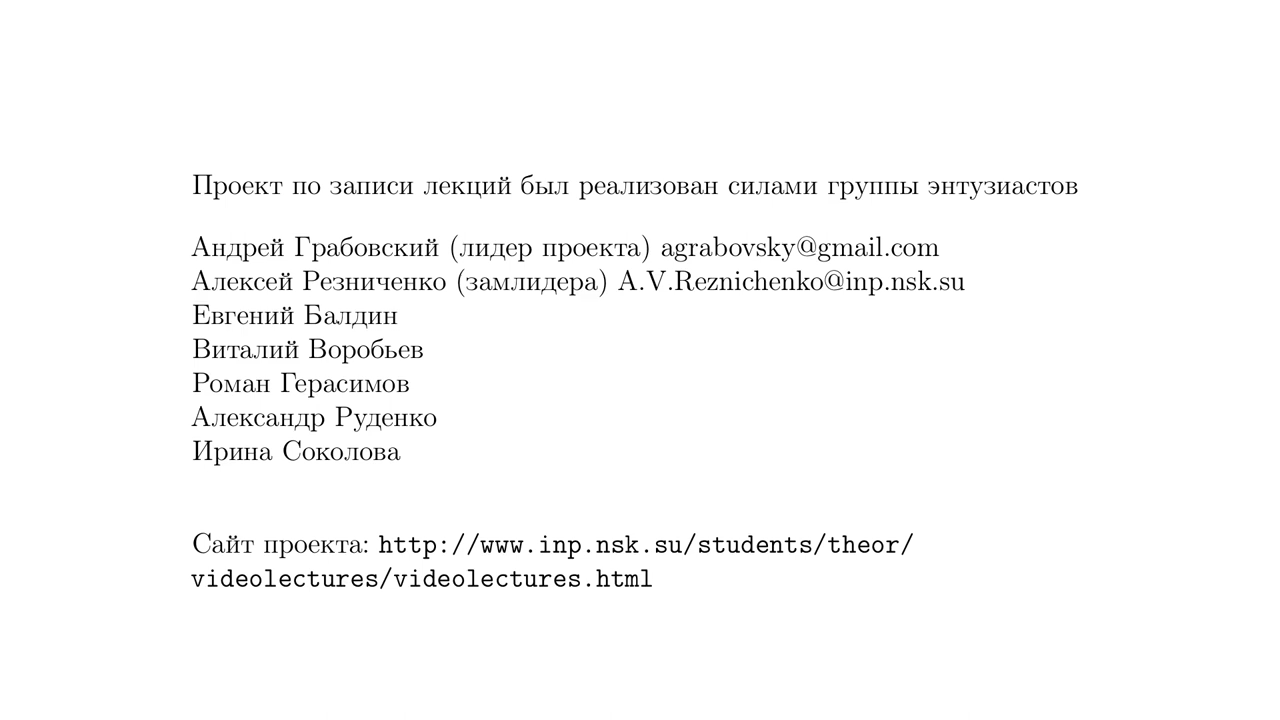 Проект по записи лекций был реализован силами группы энтузиастов
Андрей Грабовский (лидер проекта) agrabovsky@gmail.com
Алексей Резниченко (замлидера) A.V.Reznichenko@inp.nsk.su
Евгений Балдин
Виталий Воробьев
Роман Герасимов
Александр Руденко
Ирина Соколова
Сайт проекта: http://www.inp.nsk.su/students/theor/
videolectures/videolectures.html